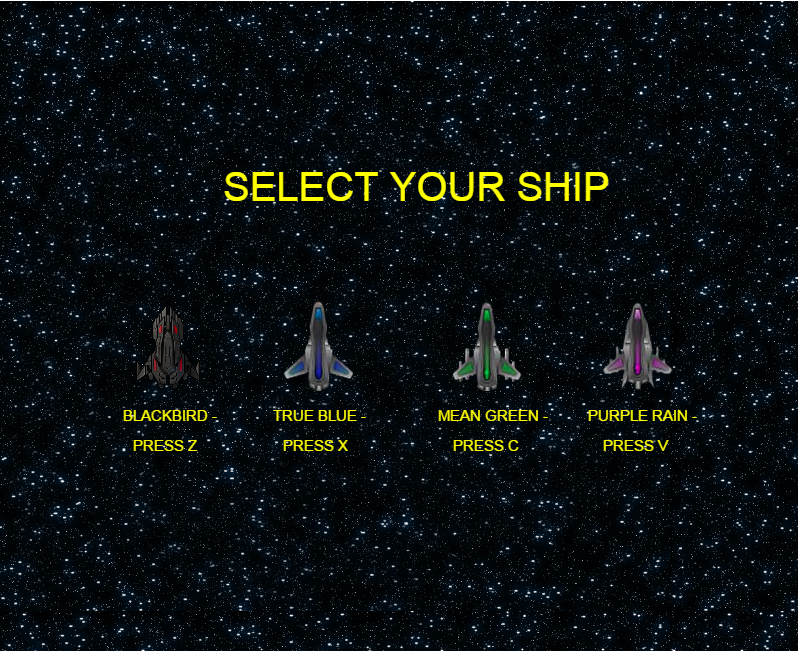 SELECT YOUR SHIP
BLACKBIRD - TRUE BLUE - MEAN GREEN - PURPLE RAIN -
PRESS Z PRESS X PRESS C PRESS V